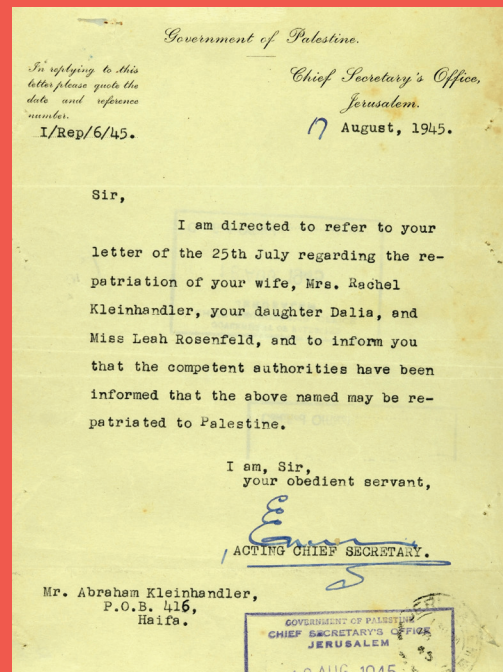 Government of Palestine.
In replying to this
letter please quote the
date and reference
number.
I/Rep/6/45.
Chief Secretary's Office,
Jerusalem.
17 August, 1945.
Sir,
I am directed to refer to your
letter of the 25th July regarding the re-
patriation of your wife, Mrs. Rachel
Kleinhandler, your daughter Dalia, and
Miss Leah Rosenfeld, and to inform you
that the competent authorities have been
informed that the above named may be re-
patriated to Palestine.
I am, Sir,
your obedient servant,
ACTING CHIEF SECRETARY.
Mr. Abraham Kleinhandler,
P.O.B. 416,
Haifa.
GOVERNMENT OF PALESTINE
CHIEF SECRETARY'S OFFICE
JERUSALEM
AUG 1945